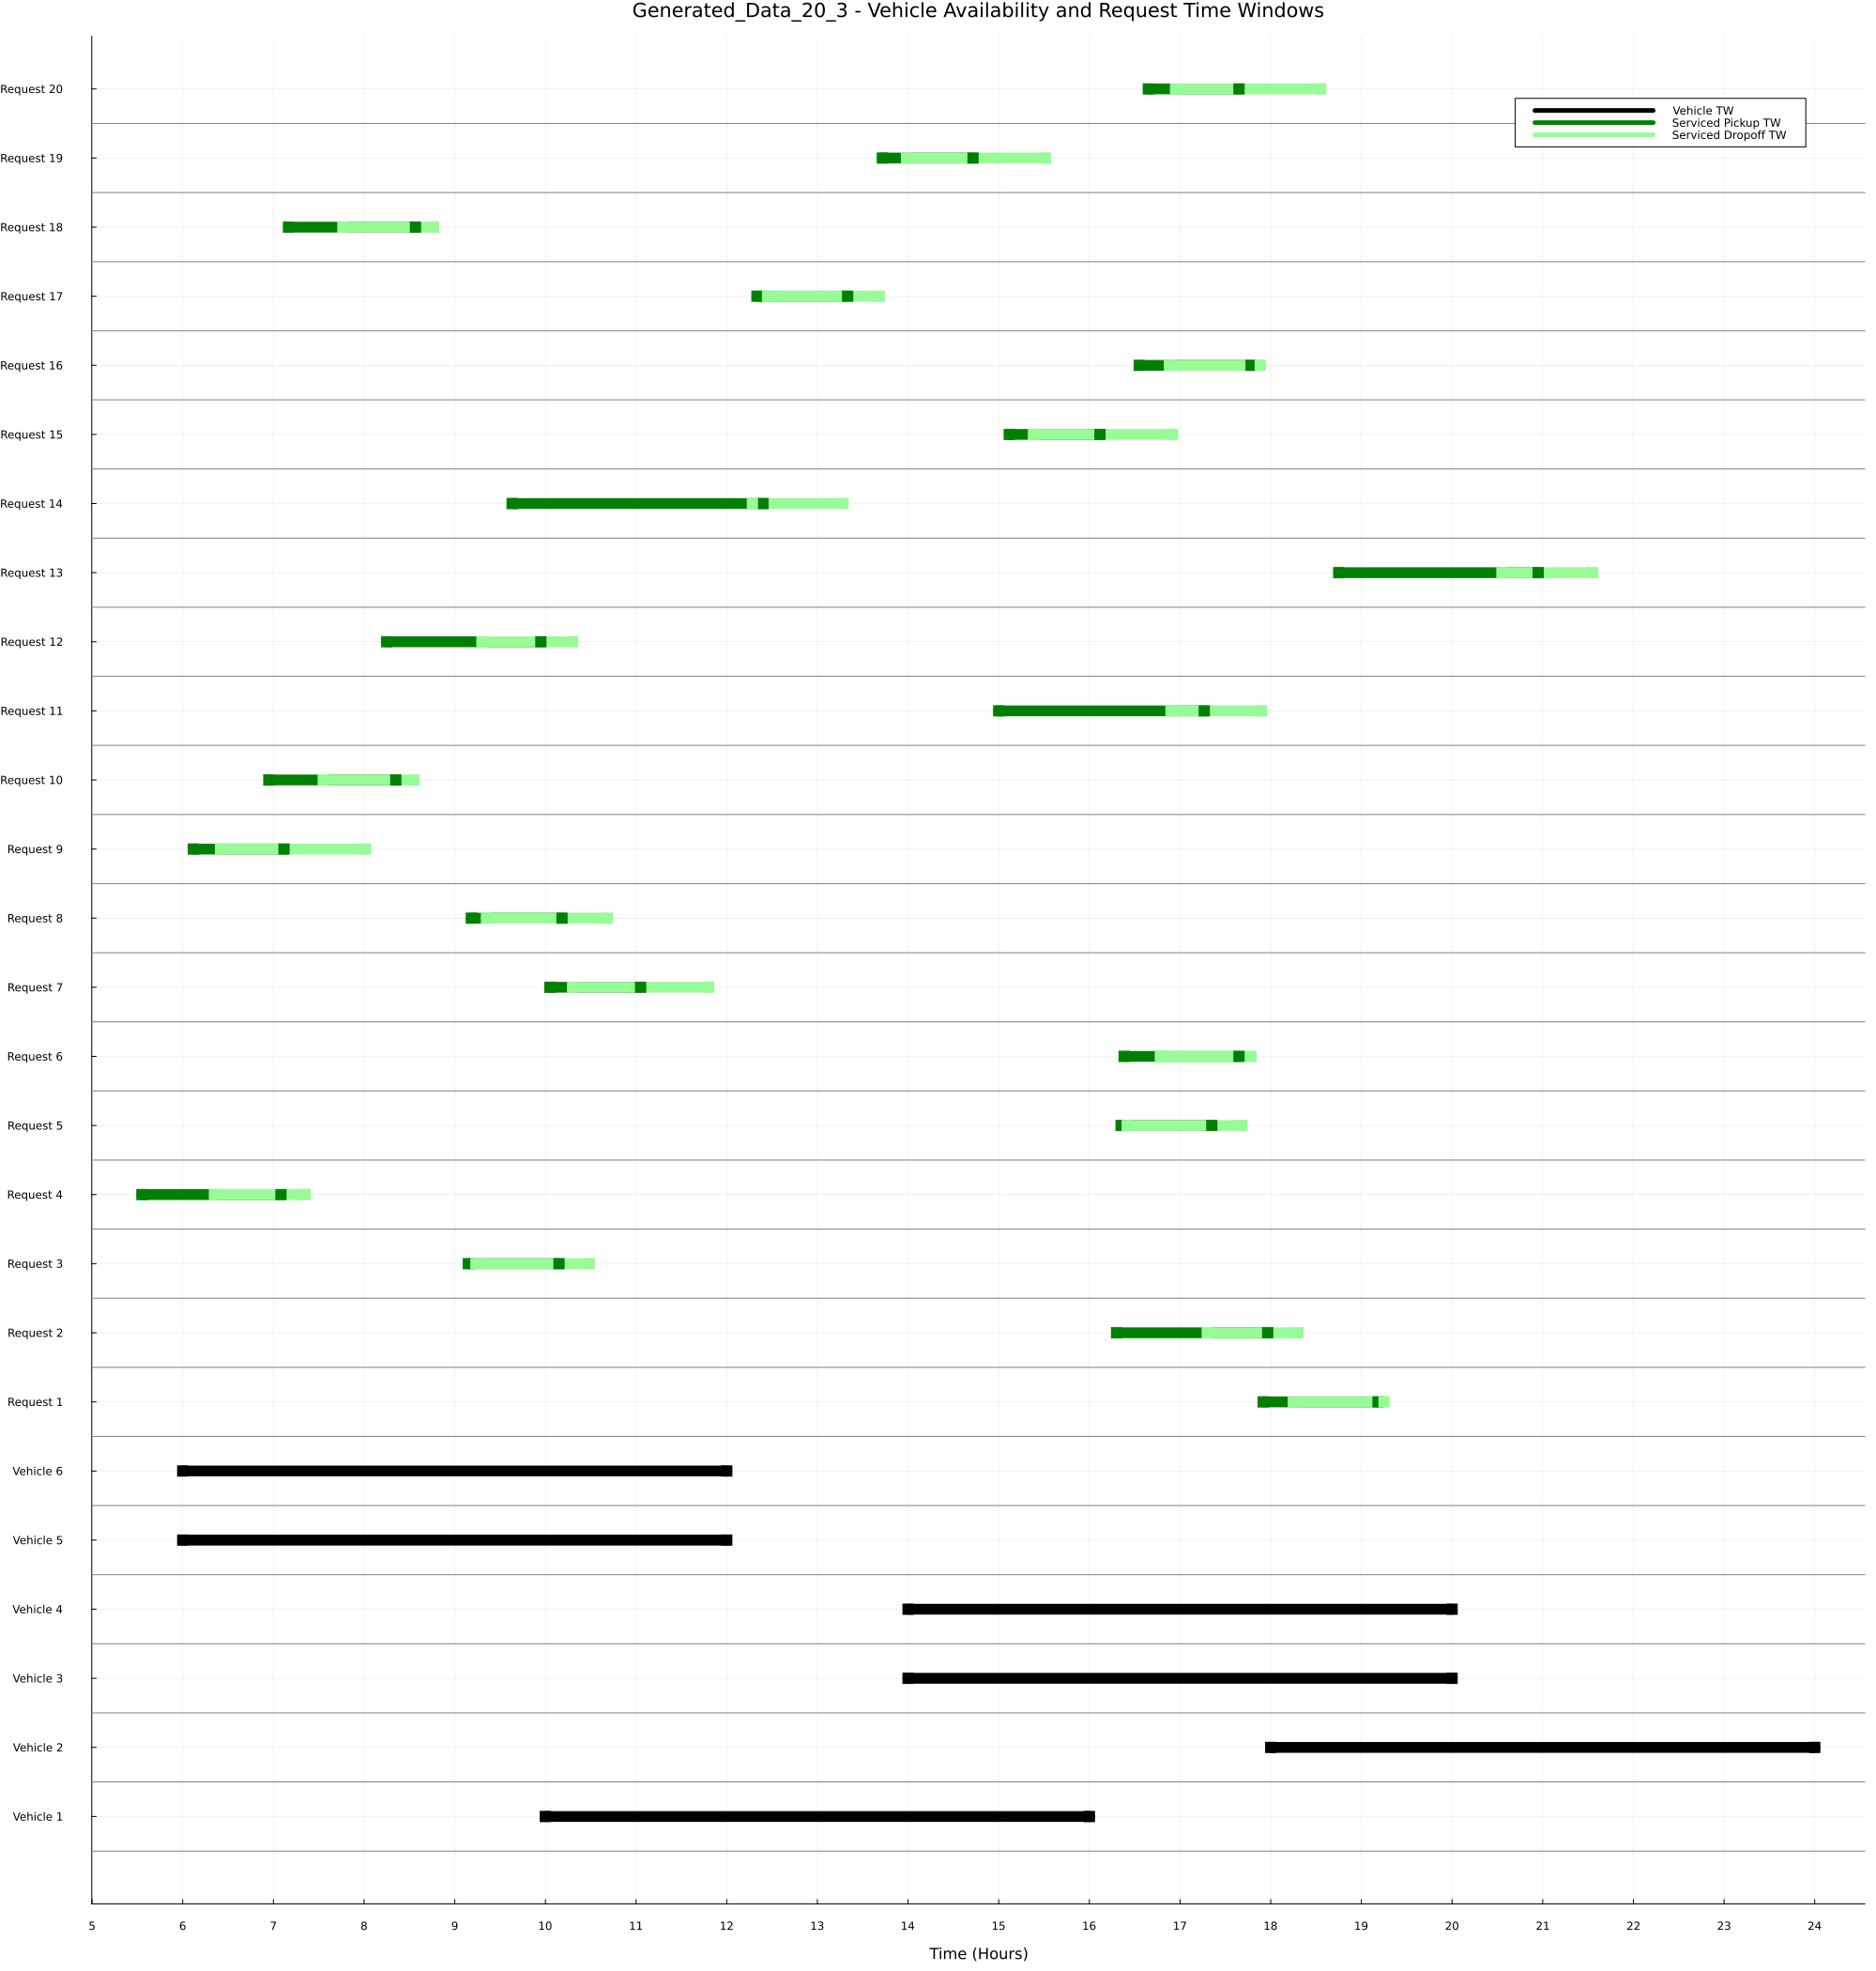 Generated_Data_20_3 - Vehicle Availability and Request Time Windows
Request 20
Vehicle TW
Serviced Pickup TW
Serviced Dropoff TW
Request 19
Request 18
Request 17
Request 16
Request 15
Request 14
Request 13
Request 12
Request 11
Request 10
Request 9
Request 8
Request 7
Request 6
Request 5
Request 4
Request 3
Request 2
Request 1
Vehicle 6
Vehicle 5
Vehicle 4
Vehicle 3
Vehicle 2
Vehicle 1
5 6 7 8 9 10 11 12 13 14 15 16 17 18 19 20 21 22 23 24
Time (Hours)